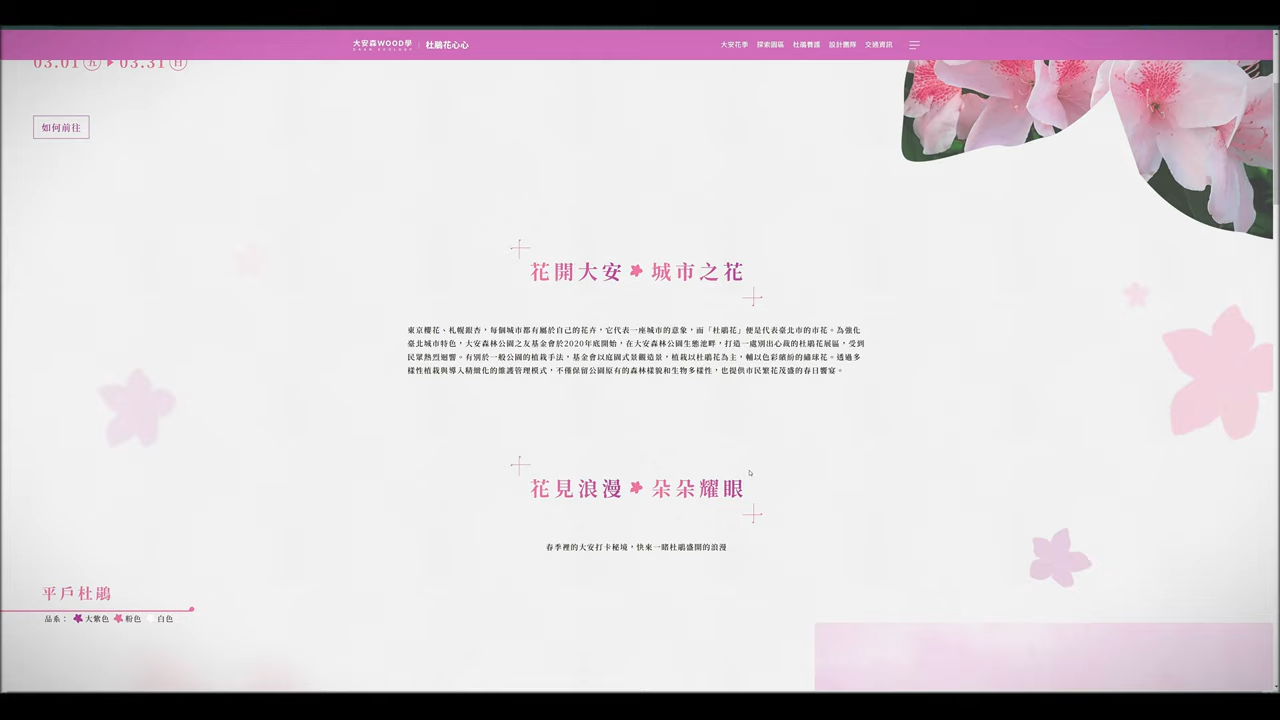 大安森WOOD學
DAAN ECOLOGY
杜鵑花心心
大安花季 探索園區 杜鵑養護 設計團隊 交通資訊
03.01 五 03.31 日
如何前往
花開大安 城市之花
東京櫻花、札幌銀杏,每個城市都有屬於自己的花卉,它代表一座城市的意象,而「杜鵑花」便是代表臺北市的市花。為強化
臺北城市特色,大安森林公園之友基金會於2020年底開始,在大安森林公園生態池畔,打造一處別出心裁的杜鵑花展區,受到
民眾熱烈迴響。有別於一般公園的植栽手法,基金會以庭園式景觀造景,植栽以杜鵑花為主,輔以色彩繽紛的繡球花。透過多
樣性植栽與導入精細化的維護管理模式,不僅保留公園原有的森林樣貌和生物多樣性,也提供市民繁花茂盛的春日饗宴。
花見浪漫 朵朵耀眼
春季裡的大安打卡秘境,快來一睹杜鵑盛開的浪漫
平戶杜鵑
品系: 大紫色 粉色 白色